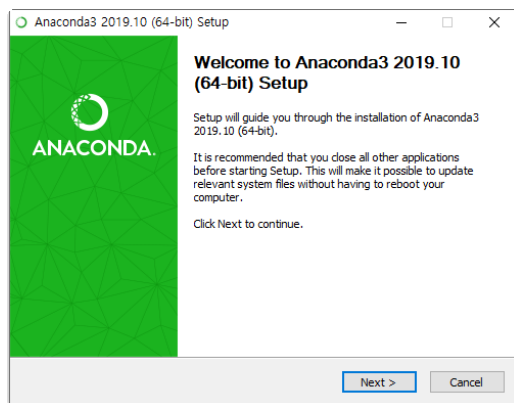 Anaconda3 2019.10 (64-bit) Setup
ANACONDA.
Welcome to Anaconda3 2019.10
(64-bit) Setup
Setup will guide you through the installation of Anaconda3
2019.10 (64-bit).
It is recommended that you close all other applications
before starting Setup. This will make it possible to update
relevant system files without having to reboot your
computer.
Click Next to continue.
Next >
Cancel